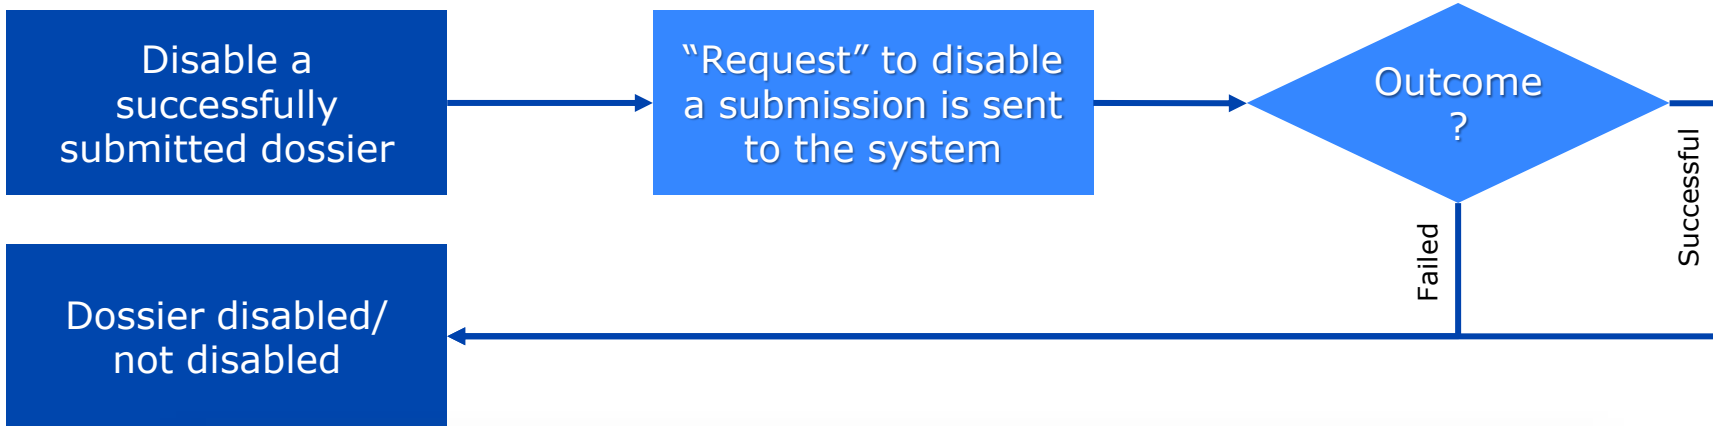 Disable a
successfully
submitted dossier
“Request” to disable
a submission is sent
to the system
Outcome
?
Successful
Failed
Dossier disabled/
not disabled